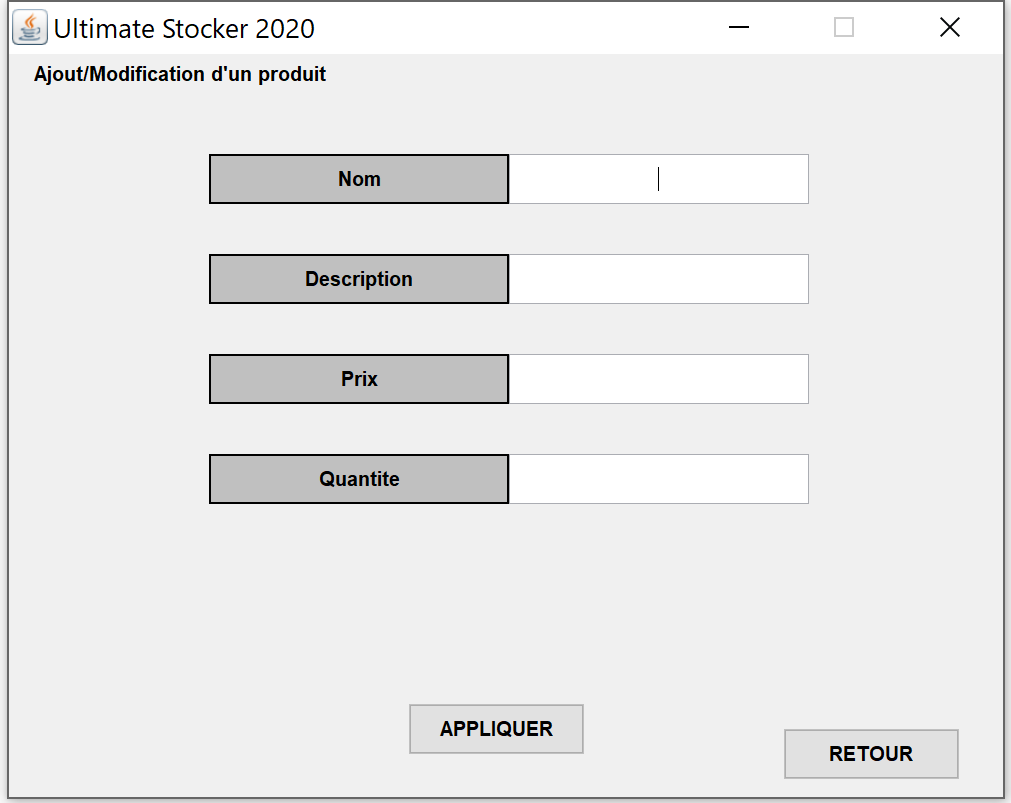 Ultimate Stocker 2020
Ajout/Modification d'un produit
Nom
Description
Prix
Quantite
APPLIQUER
RETOUR